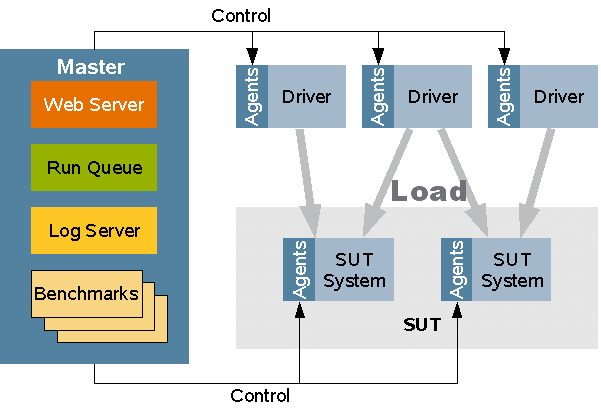 Control
Master
Web Server
Run Queue
Log Server
Benchmarks
Agents
Driver
Agents
Driver
Agents
Driver
Load
Agents
SUT
System
Agents
SUT
System
SUT
Control